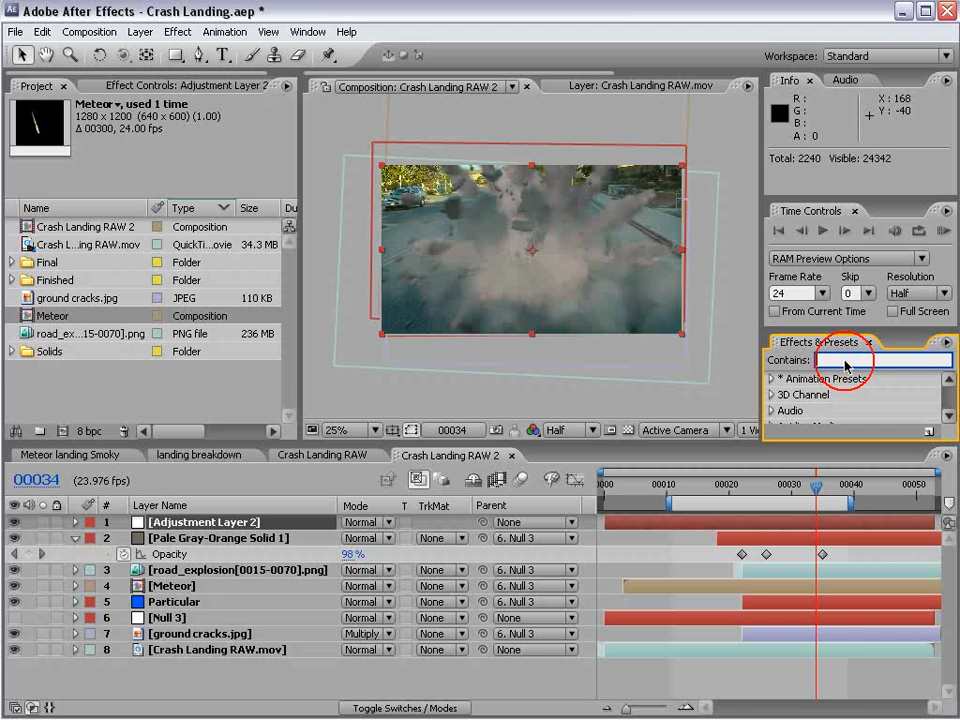 Adobe After Effects - Crash Landing.aep *
File Edit Composition Layer Effect Animation View Window Help
Workspace: Standard
Project Effect Controls: Adjustment Layer 2
Meteor, used 1 time
1280 x 1200 (640 x 600) (1.00)
Δ 00300, 24.00 fps
Name Type Size Du
Crash Landing RAW 2 Composition
Crash L...ing RAW.mov QuickTi...ovie 34.3 MB
Final Folder
Finished Folder
ground cracks.jpg JPEG 110 KB
Meteor Composition
road_ex...15-0070].png PNG file 236 MB
Solids Folder
8 bpc
Composition: Crash Landing RAW 2 Layer: Crash Landing RAW.mov
25% 00034 Half Active Camera 1 Vi
Info Audio
R : X : 168
G : Y : -40
B :
A : 0
Total: 2240 Visible: 24342
Time Controls
RAM Preview Options
Frame Rate Skip Resolution
24 0 Half
From Current Time Full Screen
Effects & Presets
Contains:
* Animation Presets
3D Channel
Audio
Meteor landing Smoky landing breakdown Crash Landing RAW Crash Landing RAW 2
00034 (23.976 fps)
0000 00010 00020 00030 00040 00050
# Layer Name Mode T TrkMat Parent
1 [Adjustment Layer 2] Normal None None
2 [Pale Gray-Orange Solid 1] Normal None 6. Null 3
Opacity 98%
3 [road_explosion[0015-0070].png] Normal None 6. Null 3
4 [Meteor] Normal None 6. Null 3
5 Particular Normal None 6. Null 3
6 [Null 3] Normal None None
7 [ground cracks.jpg] Multiply None 6. Null 3
8 [Crash Landing RAW.mov] Normal None None
Toggle Switches / Modes